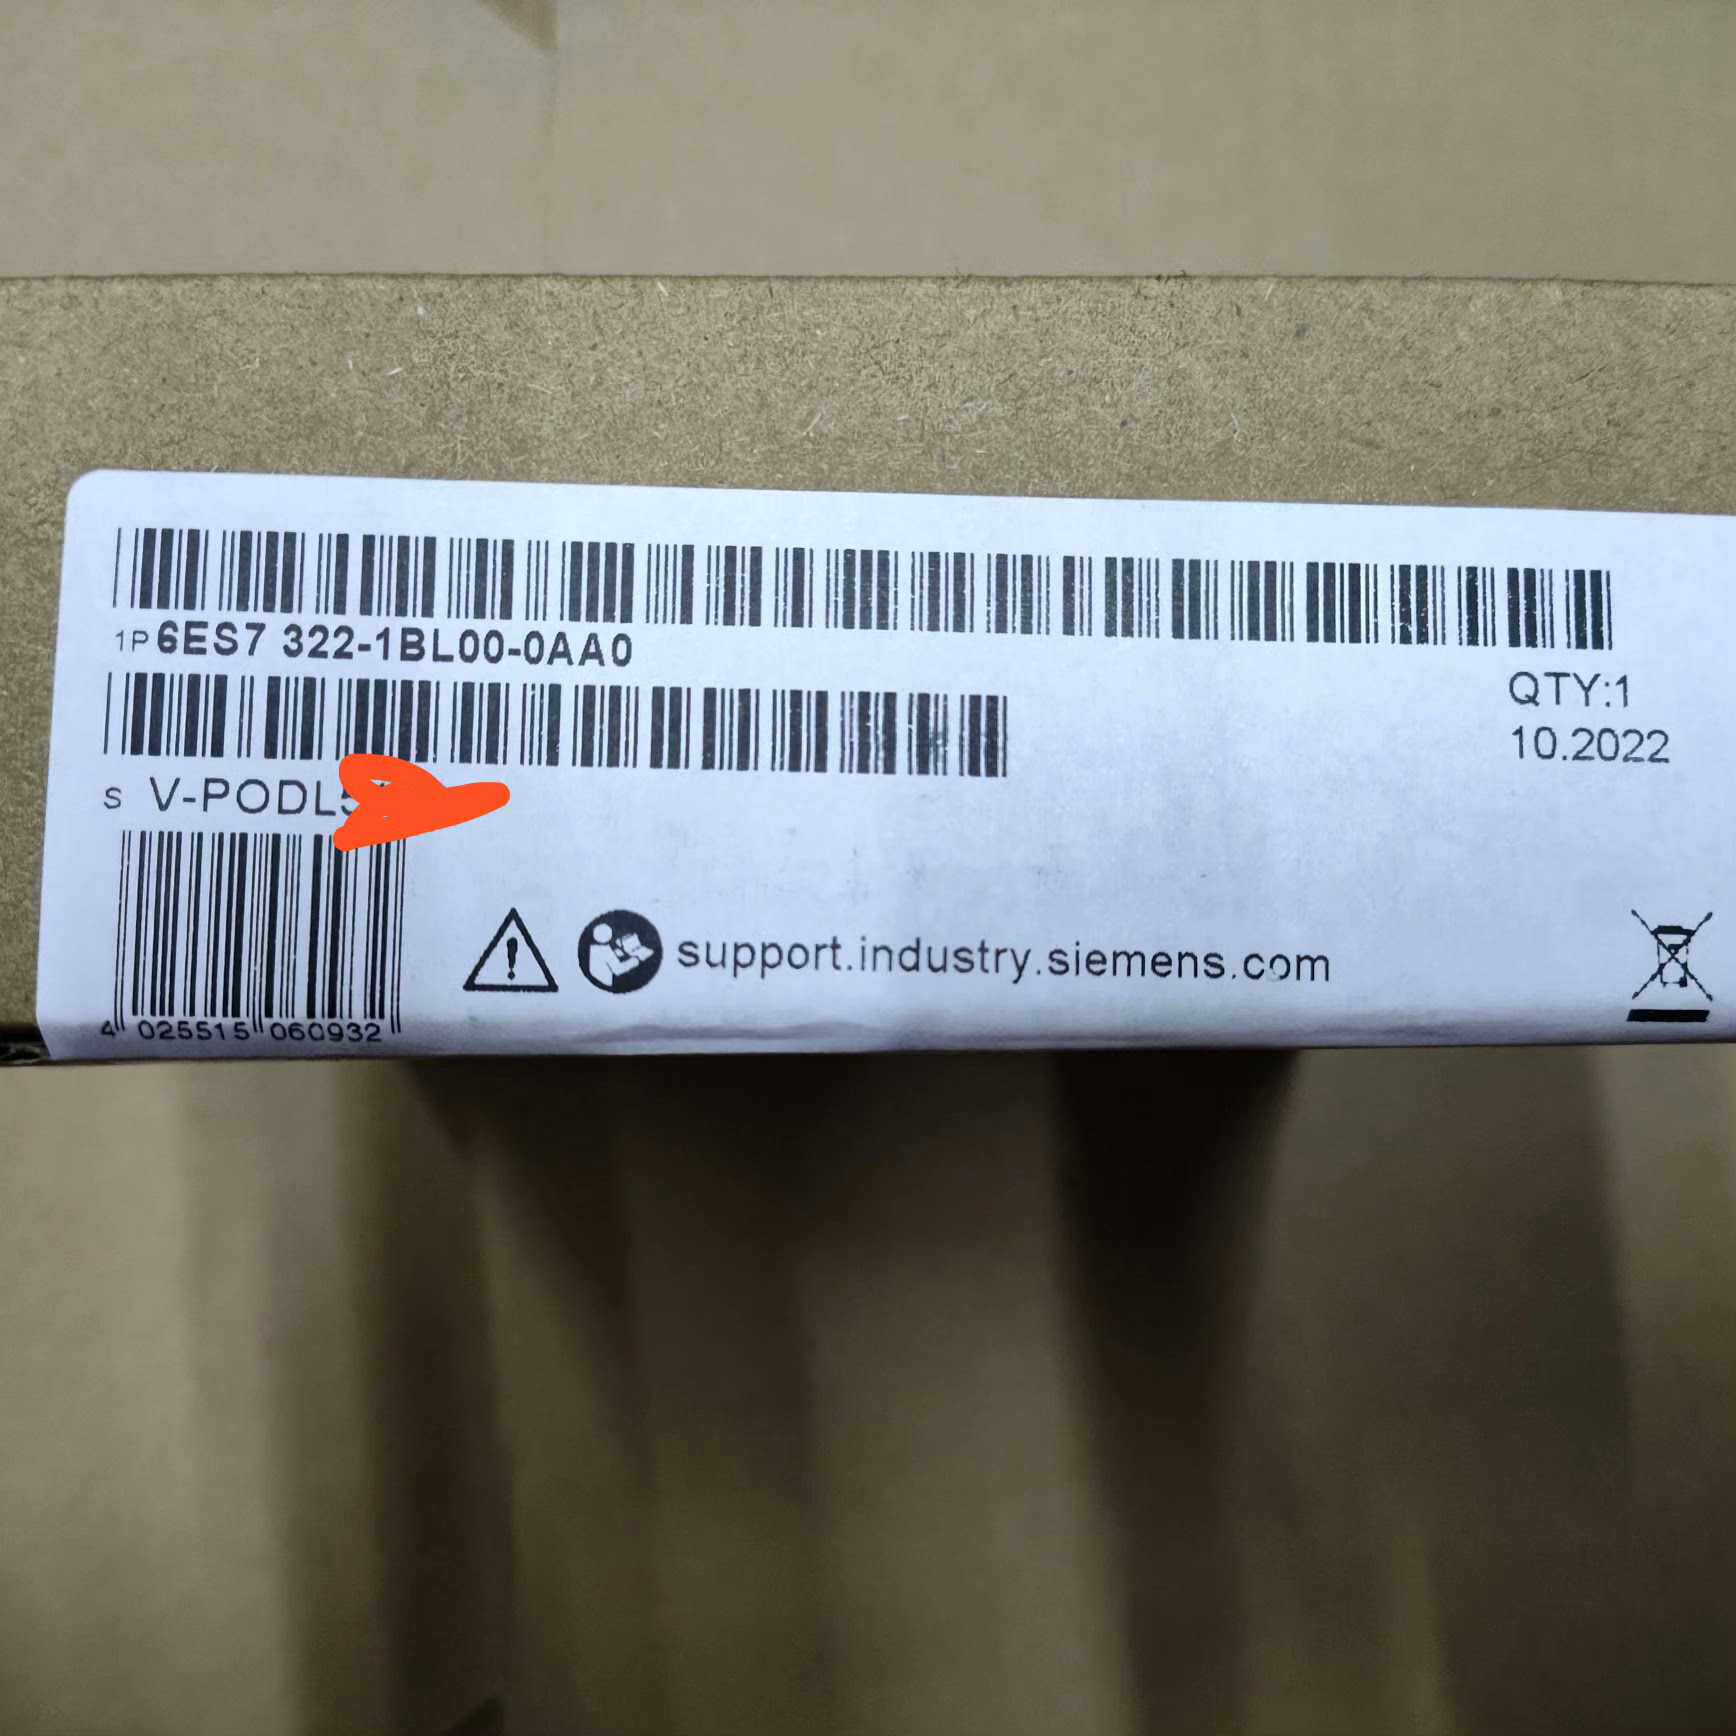 1P 6ES7 322-1BL00-0AA0
QTY:1
10.2022
S V-PODL5
support.industry.siemens.com
4 025515 060932